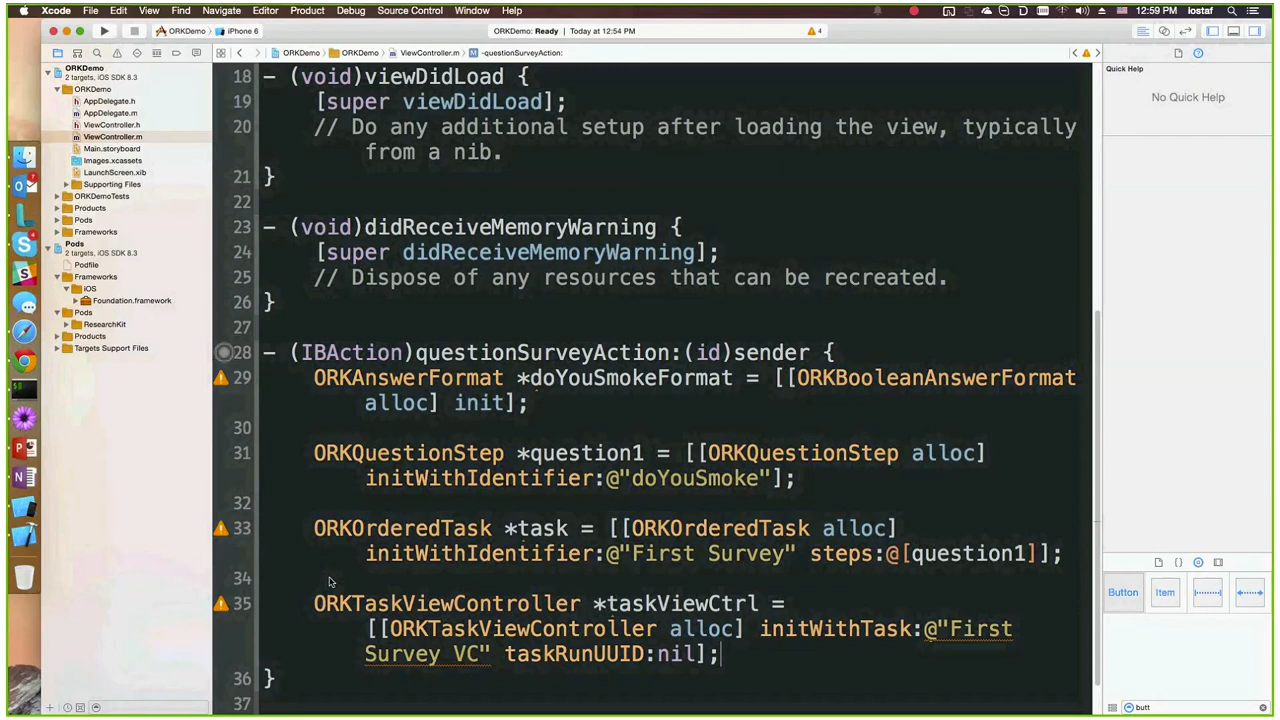 Xcode File Edit View Find Navigate Editor Product Debug Source Control Window Help 12:59 PM iostaf
ORKDemo iPhone 6 ORKDemo: Ready Today at 12:54 PM 4
ORKDemo ORKDemo ViewController.m -questionSurveyAction:
ORKDemo
2 targets, iOS SDK 8.3
ORKDemo
AppDelegate.h
AppDelegate.m
ViewController.h
ViewController.m
Main.storyboard
Images.xcassets
LaunchScreen.xib
Supporting Files
ORKDemoTests
Products
Pods
Frameworks
Pods
2 targets, iOS SDK 8.3
Podfile
Frameworks
iOS
Foundation.framework
Pods
ResearchKit
Products
Targets Support Files
18 - (void)viewDidLoad {
19 [super viewDidLoad];
20 // Do any additional setup after loading the view, typically
from a nib.
21 }
22
23 - (void)didReceiveMemoryWarning {
24 [super didReceiveMemoryWarning];
25 // Dispose of any resources that can be recreated.
26 }
27
28 - (IBAction)questionSurveyAction:(id)sender {
29 ORKAnswerFormat *doYouSmokeFormat = [[ORKBooleanAnswerFormat
alloc] init];
30
31 ORKQuestionStep *question1 = [[ORKQuestionStep alloc]
initWithIdentifier:@"doYouSmoke"];
32
33 ORKOrderedTask *task = [[ORKOrderedTask alloc]
initWithIdentifier:@"First Survey" steps:@[question1]];
34
35 ORKTaskViewController *taskViewCtrl =
[[ORKTaskViewController alloc] initWithTask:@"First
Survey VC" taskRunUUID:nil];
36 }
37
Quick Help
No Quick Help
Button Item
butt